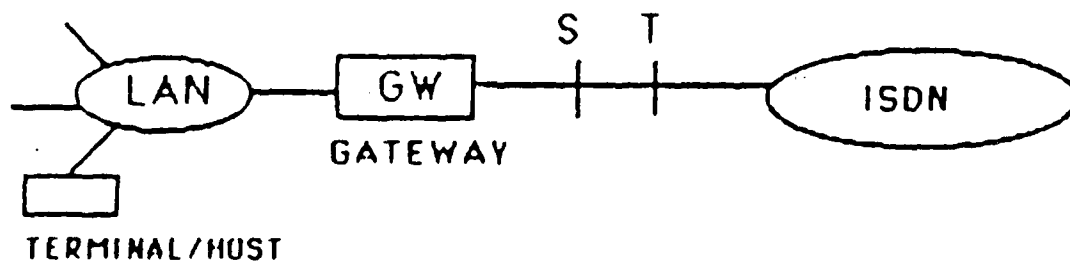 S T
LAN GW ISDN
GATEWAY
TERMINAL/HOST